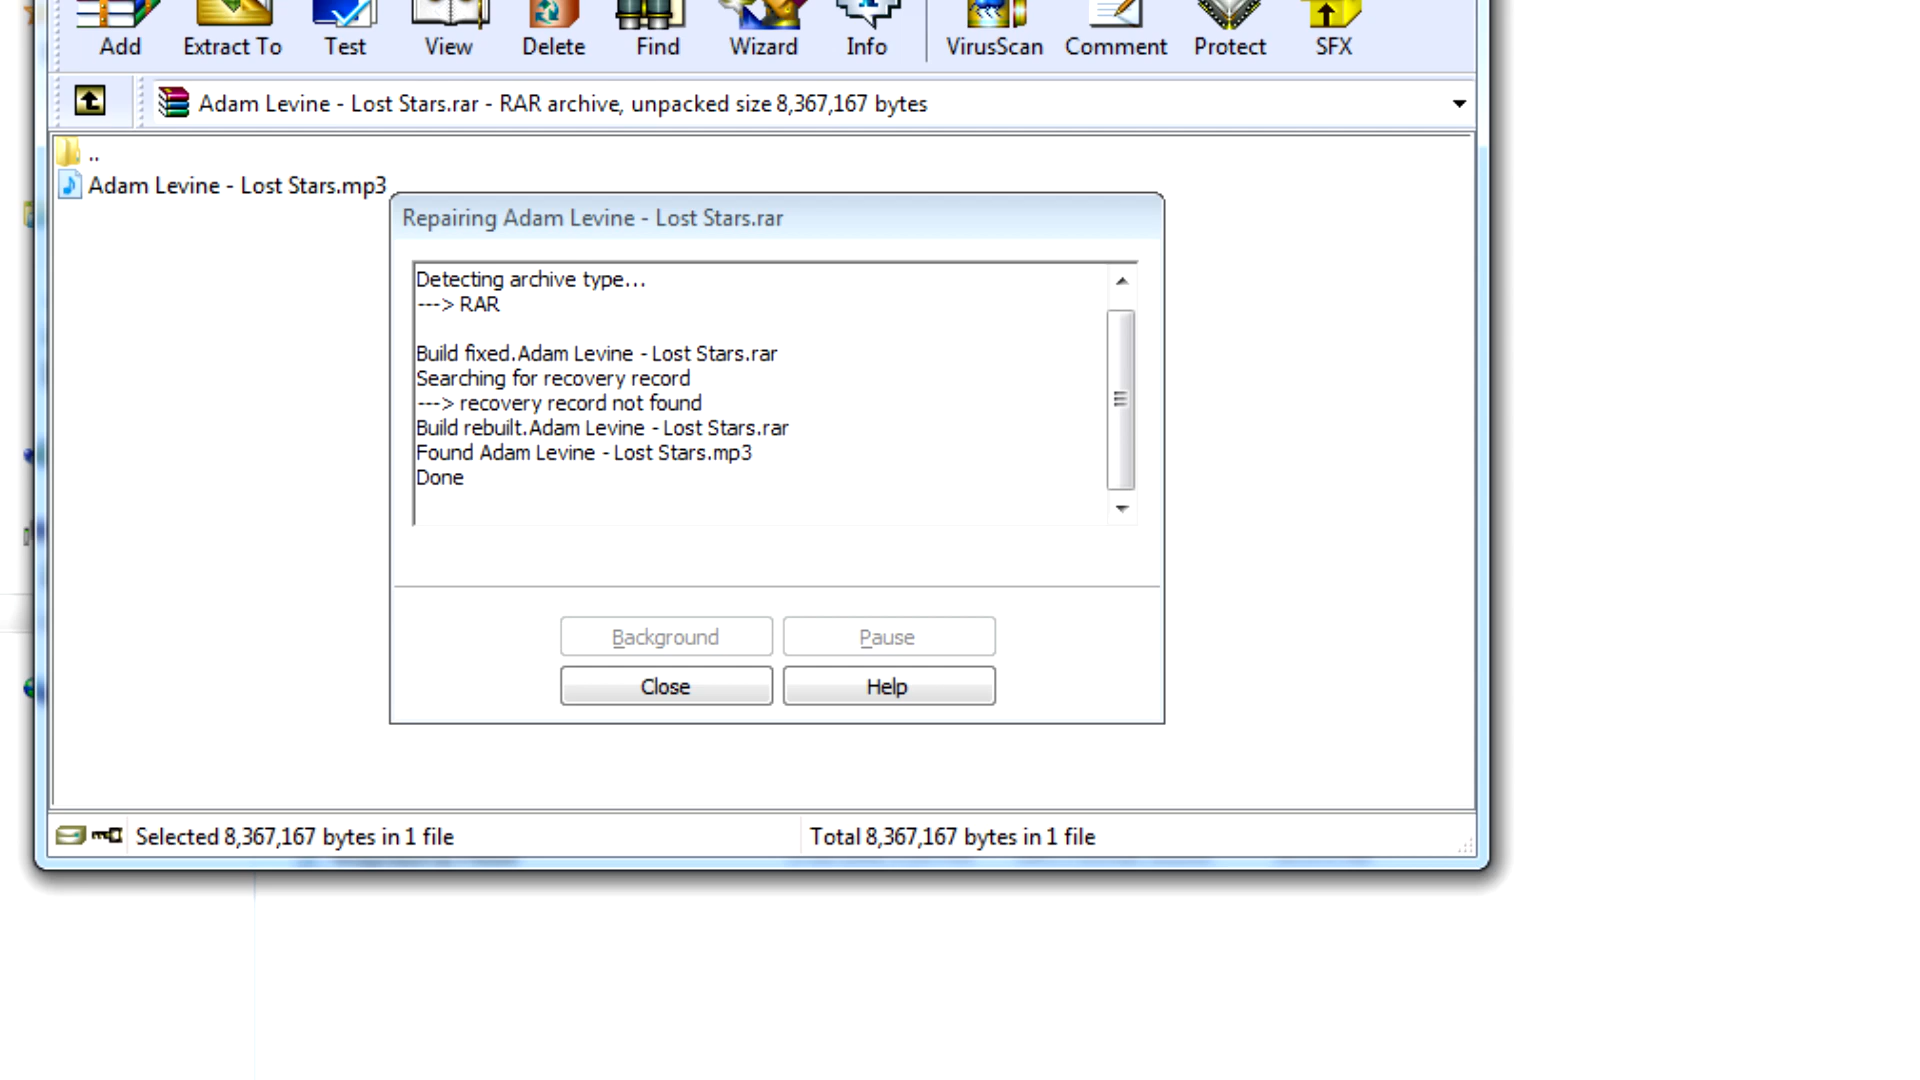 Add Extract To Test View Delete Find Wizard Info VirusScan Comment Protect SFX
Adam Levine - Lost Stars.rar - RAR archive, unpacked size 8,367,167 bytes
..
Adam Levine - Lost Stars.mp3
Repairing Adam Levine - Lost Stars.rar
Detecting archive type...
---> RAR
Build fixed.Adam Levine - Lost Stars.rar
Searching for recovery record
---> recovery record not found
Build rebuilt.Adam Levine - Lost Stars.rar
Found Adam Levine - Lost Stars.mp3
Done
Background Pause
Close Help
Selected 8,367,167 bytes in 1 file Total 8,367,167 bytes in 1 file